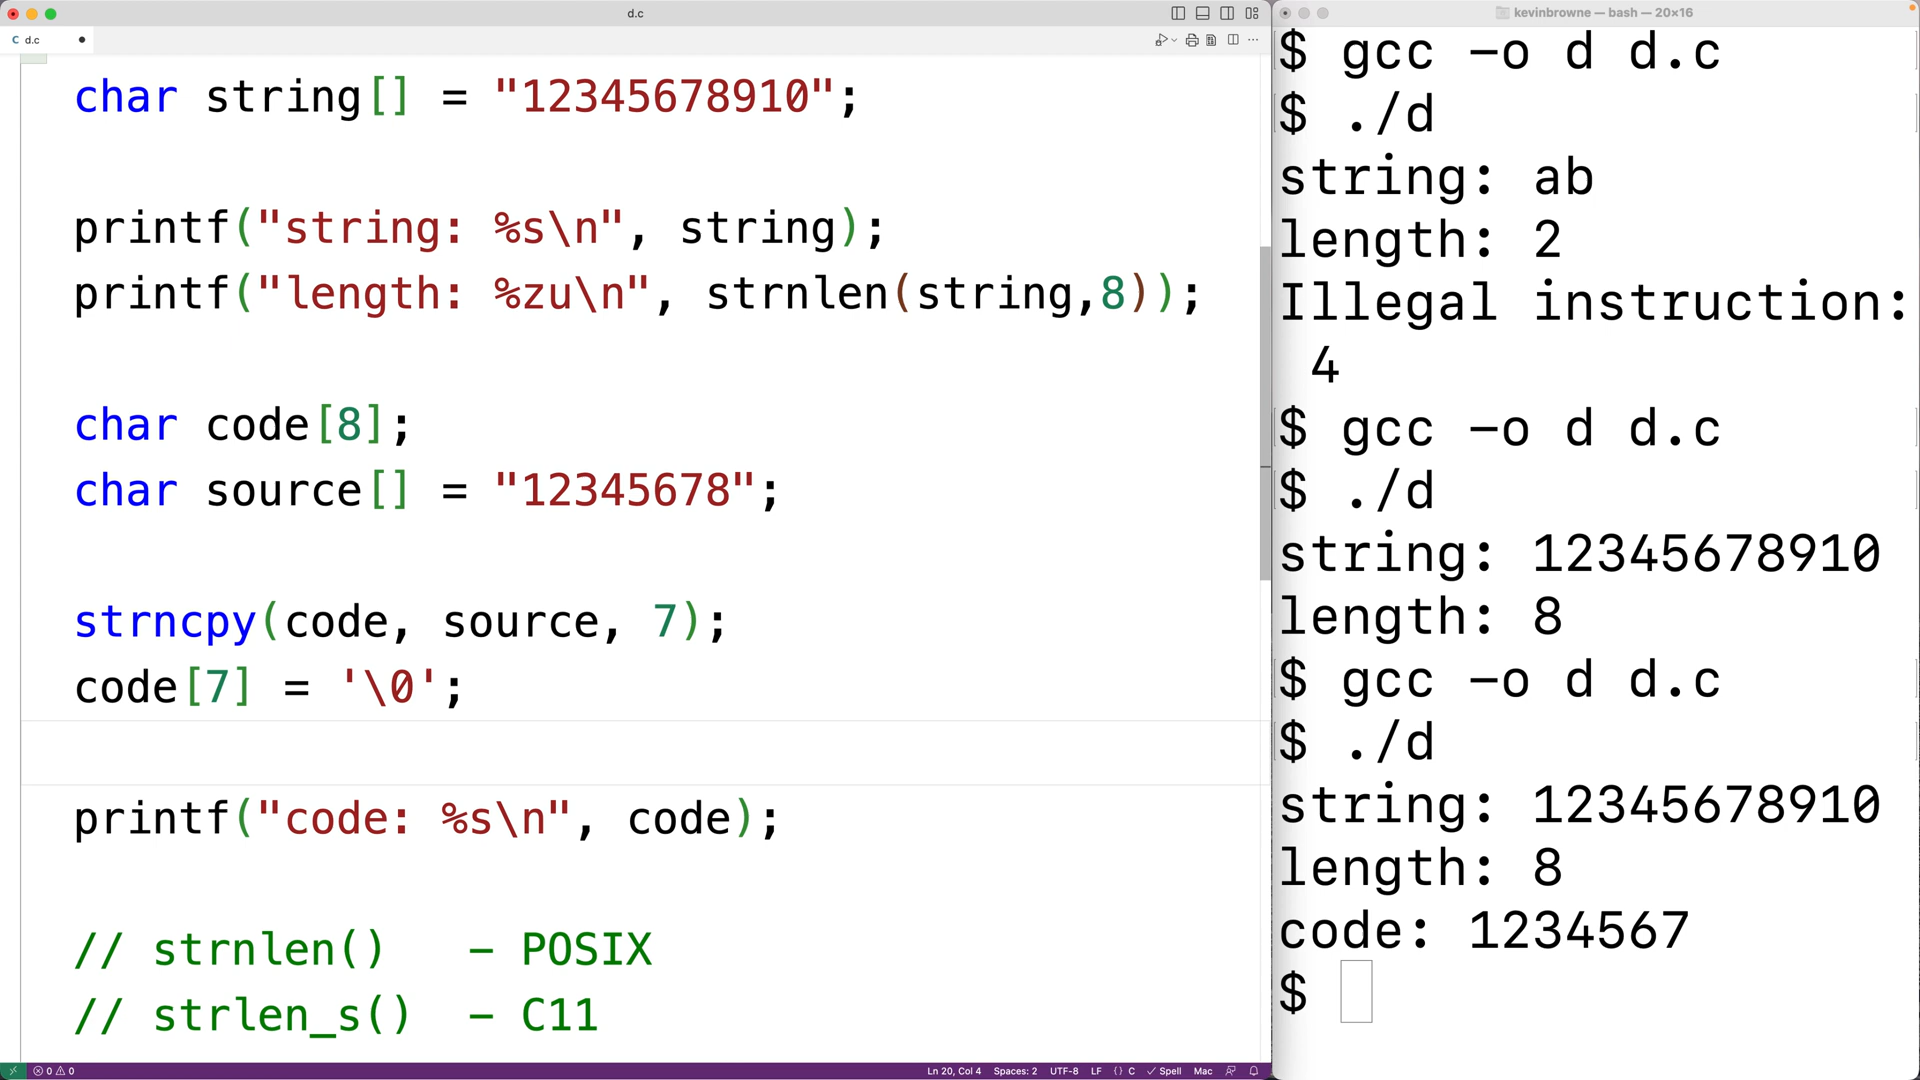 d.c
C d.c
char string[] = "12345678910";
printf("string: %s\n", string);
printf("length: %zu\n", strnlen(string,8));
char code[8];
char source[] = "12345678";
strncpy(code, source, 7);
code[7] = '\0';
printf("code: %s\n", code);
// strnlen()   - POSIX
// strlen_s()  - C11
0 0
Ln 20, Col 4
Spaces: 2
UTF-8
LF
{} C
Spell
Mac
kevinbrowne — bash — 20×16
$ gcc -o d d.c
$ ./d
string: ab
length: 2
Illegal instruction:
4
$ gcc -o d d.c
$ ./d
string: 12345678910
length: 8
$ gcc -o d d.c
$ ./d
string: 12345678910
length: 8
code: 1234567
$